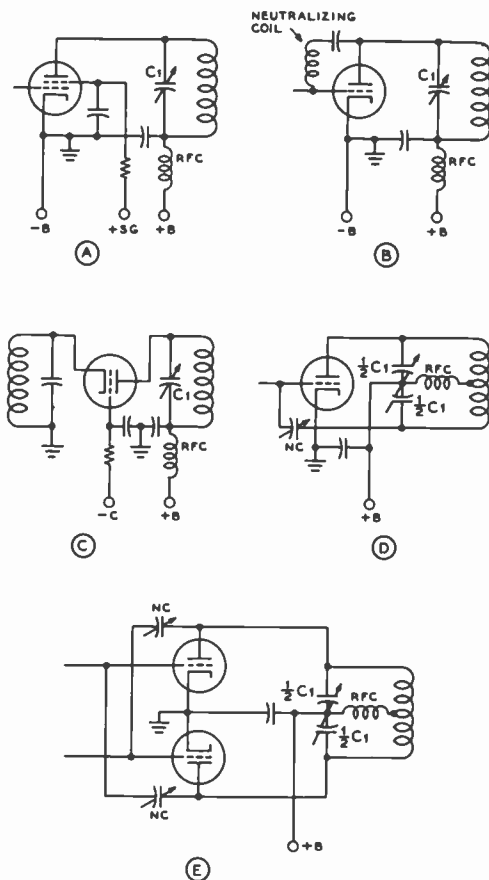 C1
RFC
-B
+SG
+B
A
NEUTRALIZING
COIL
C1
RFC
-B
+B
B
C1
RFC
-C
+B
C
½C1
RFC
½C1
NC
+B
D
NC
½C1
RFC
½C1
NC
+B
E